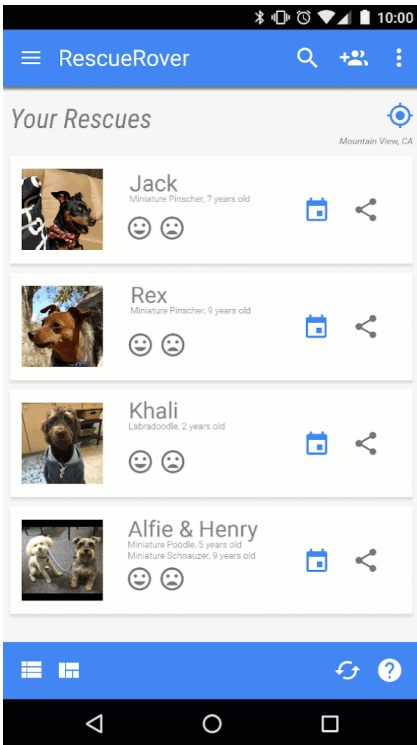 10:00
RescueRover
Your Rescues
Mountain View, CA
Jack
Miniature Pinscher, 7 years old
Rex
Miniature Pinscher, 9 years old
Khali
Labradoodle, 2 years old
Alfie & Henry
Miniature Poodle, 5 years old
Miniature Schnauzer, 9 years old